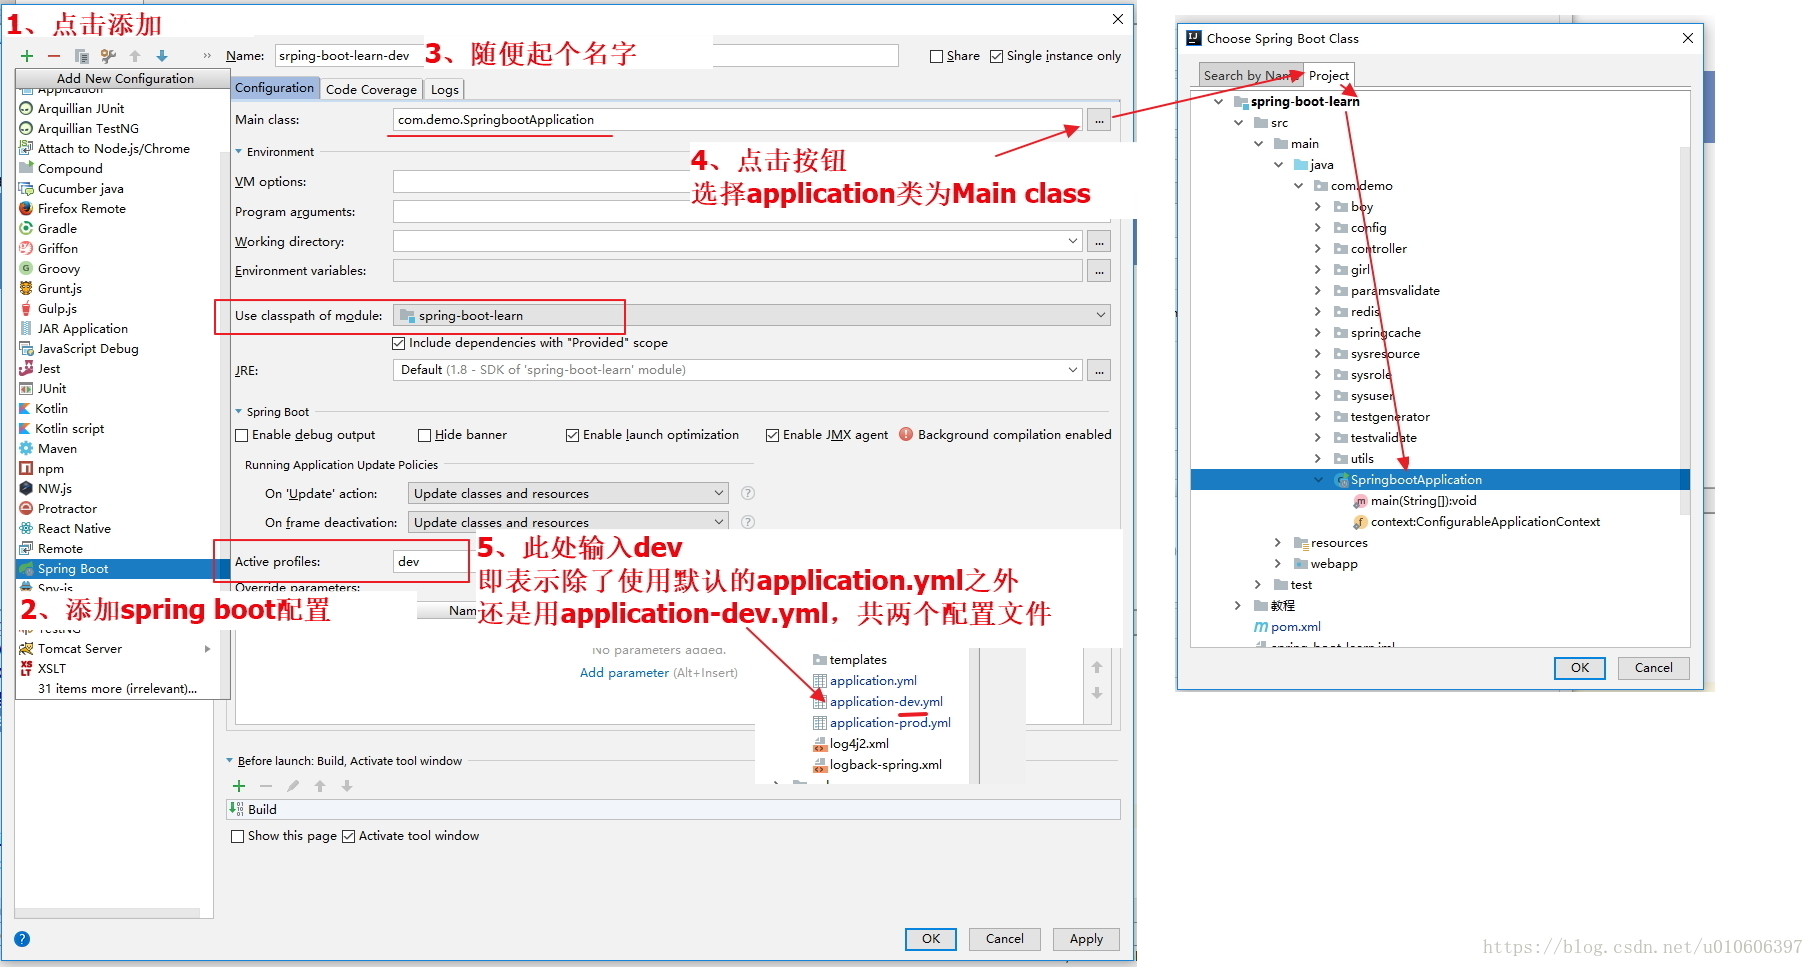 1、点击添加
Name:
srping-boot-learn-dev
3、随便起个名字
Share
Single instance only
Add New Configuration
Application
Arquillian JUnit
Arquillian TestNG
Attach to Node.js/Chrome
Compound
Cucumber java
Firefox Remote
Gradle
Griffon
Groovy
Grunt.js
Gulp.js
JAR Application
JavaScript Debug
Jest
JUnit
Kotlin
Kotlin script
Maven
npm
NW.js
Protractor
React Native
Remote
Spring Boot
Spy-js
2、添加spring boot配置
TestNG
Tomcat Server
XSLT
31 items more (irrelevant)...
Configuration
Code Coverage
Logs
Main class:
com.demo.SpringbootApplication
...
Environment
4、点击按钮
选择application类为Main class
VM options:
Program arguments:
Working directory:
...
Environment variables:
...
Use classpath of module:
spring-boot-learn
Include dependencies with "Provided" scope
JRE:
Default (1.8 - SDK of 'spring-boot-learn' module)
...
Spring Boot
Enable debug output
Hide banner
Enable launch optimization
Enable JMX agent
Background compilation enabled
Running Application Update Policies
On 'Update' action:
Update classes and resources
?
On frame deactivation:
Update classes and resources
?
Active profiles:
dev
5、此处输入dev
即表示除了使用默认的application.yml之外
还是用application-dev.yml，共两个配置文件
Override parameters:
Nam
No parameters added.
Add parameter (Alt+Insert)
templates
application.yml
application-dev.yml
application-prod.yml
log4j2.xml
logback-spring.xml
Before launch: Build, Activate tool window
Build
Show this page
Activate tool window
?
OK
Cancel
Apply
Choose Spring Boot Class
Search by Name
Project
spring-boot-learn
src
main
java
com.demo
boy
config
controller
girl
paramsvalidate
redis
springcache
sysresource
sysrole
sysuser
testgenerator
testvalidate
utils
SpringbootApplication
main(String[]):void
context:ConfigurableApplicationContext
resources
webapp
test
教程
pom.xml
spring-boot-learn.iml
OK
Cancel
https://blog.csdn.net/u010606397